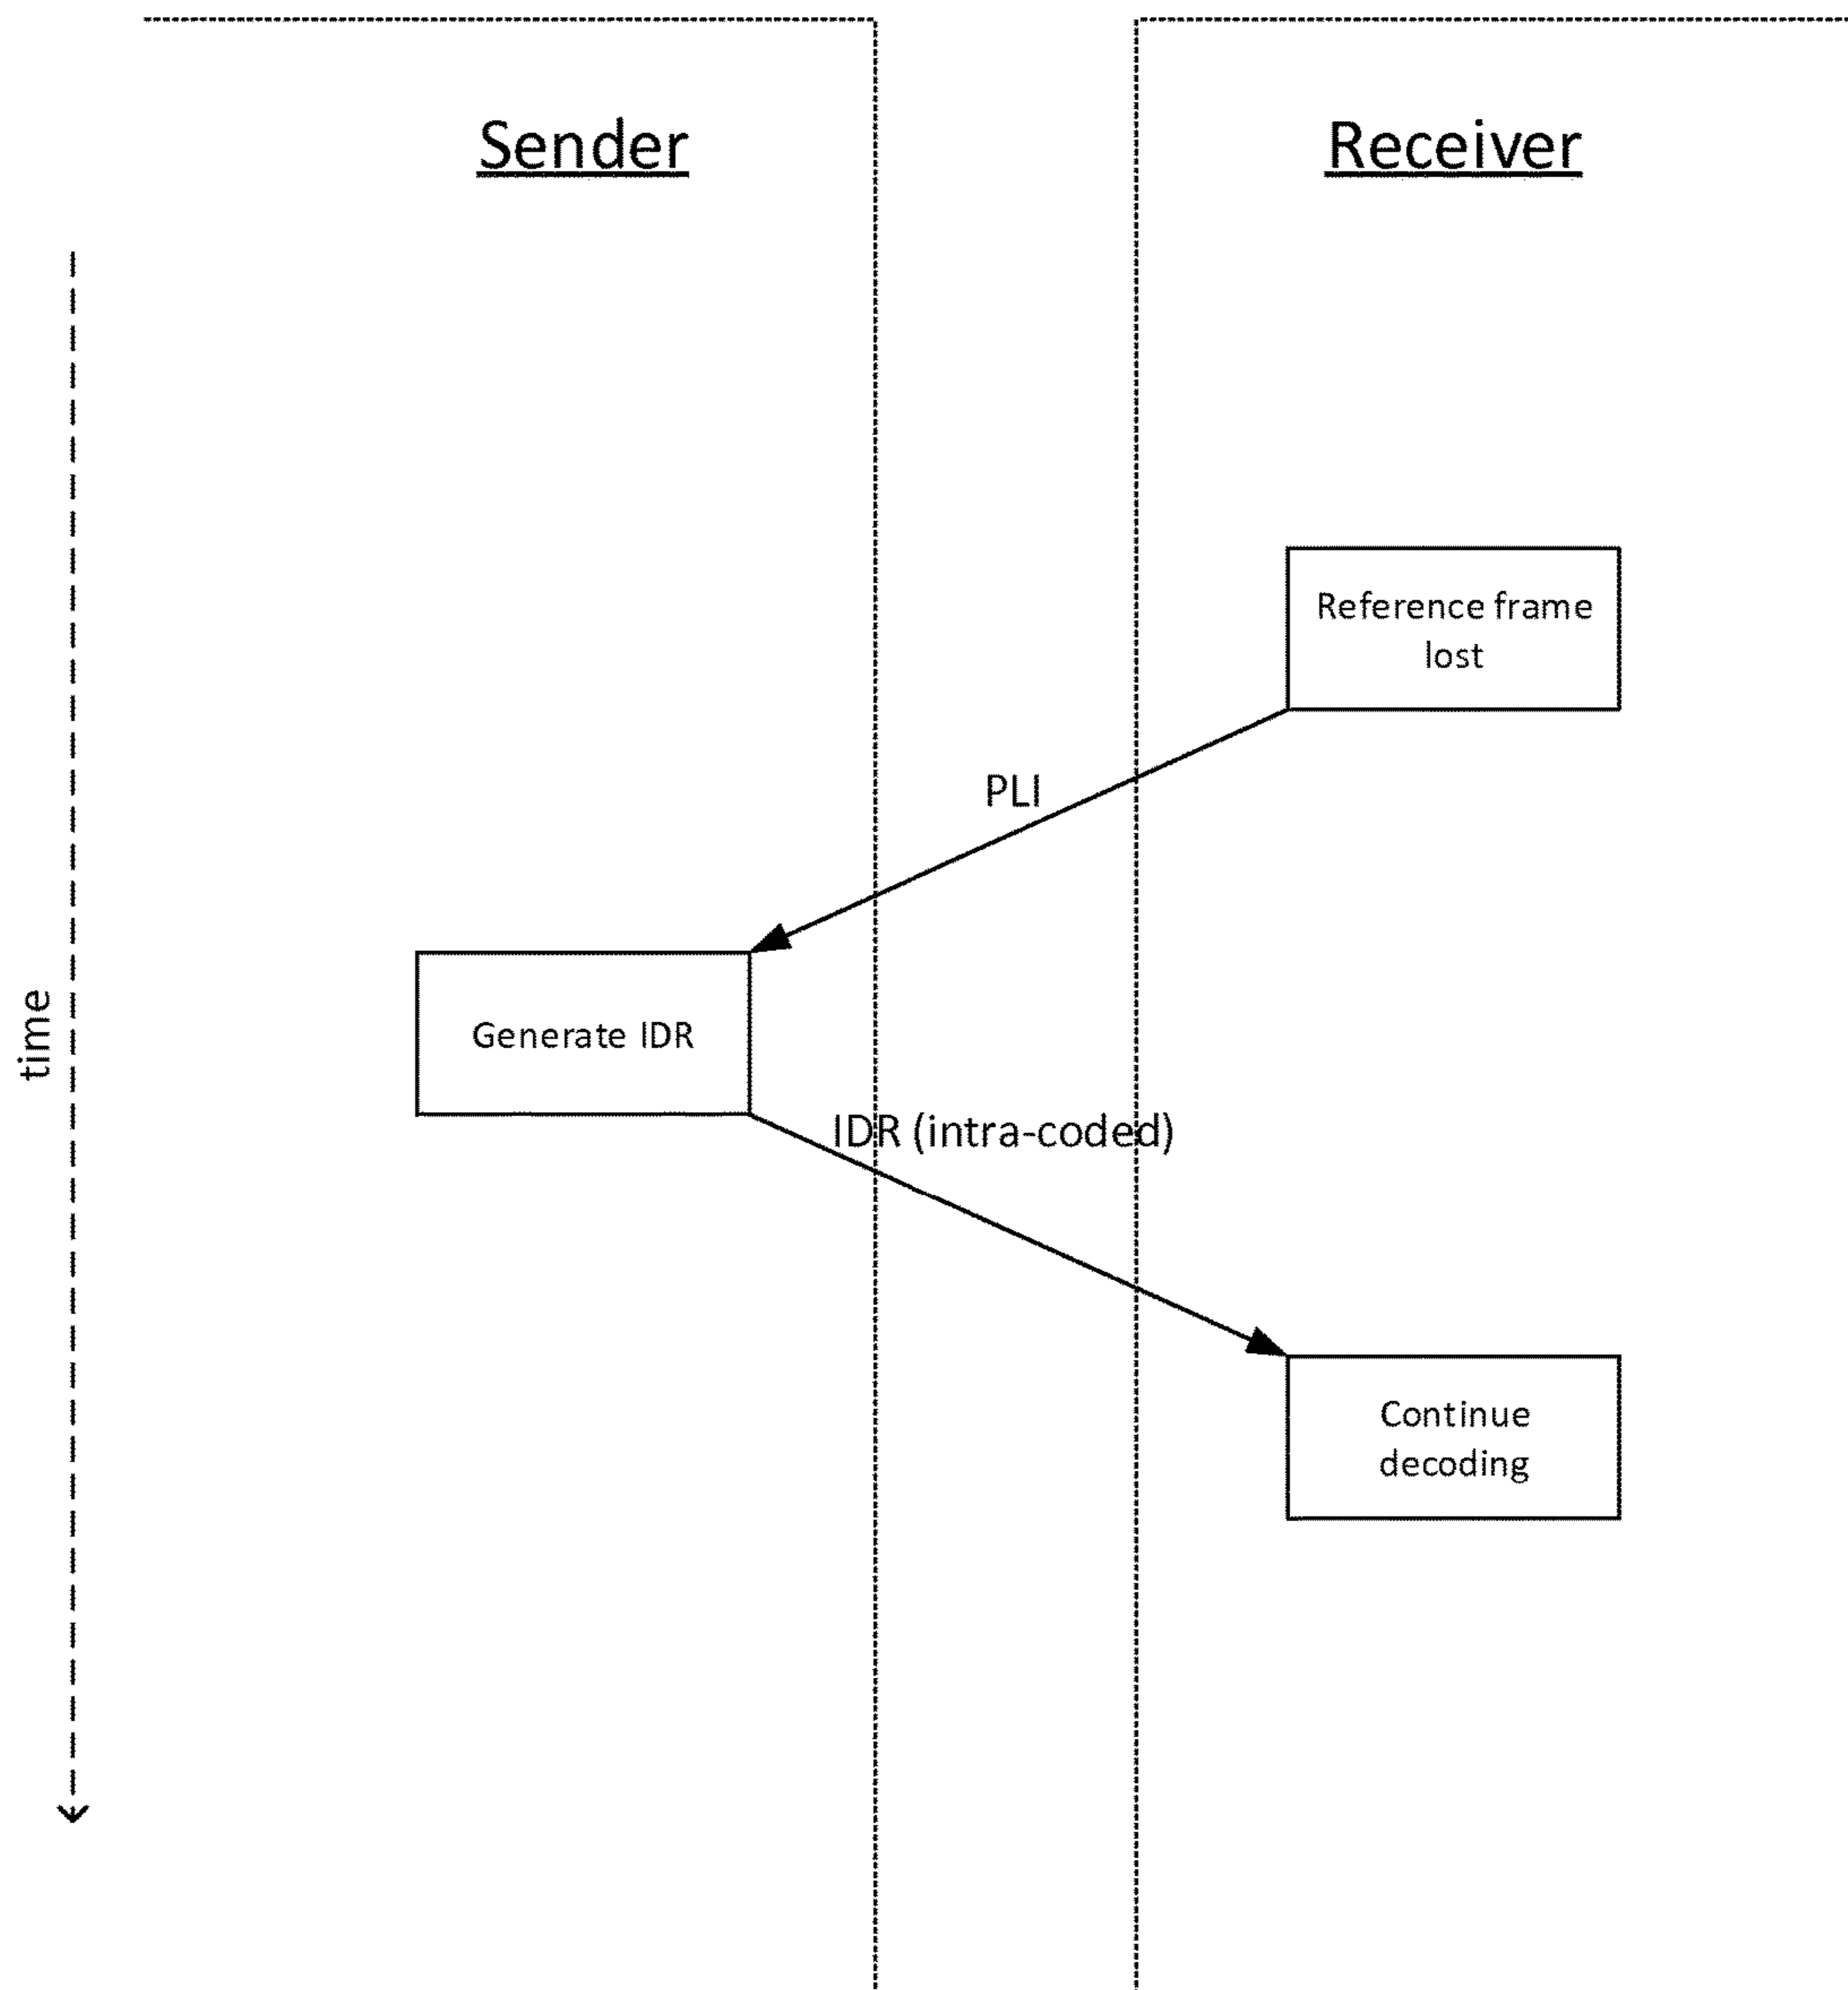 Sender
Receiver
Reference frame
lost
PLI
Generate IDR
time
IDR (intra-coded)
Continue
decoding